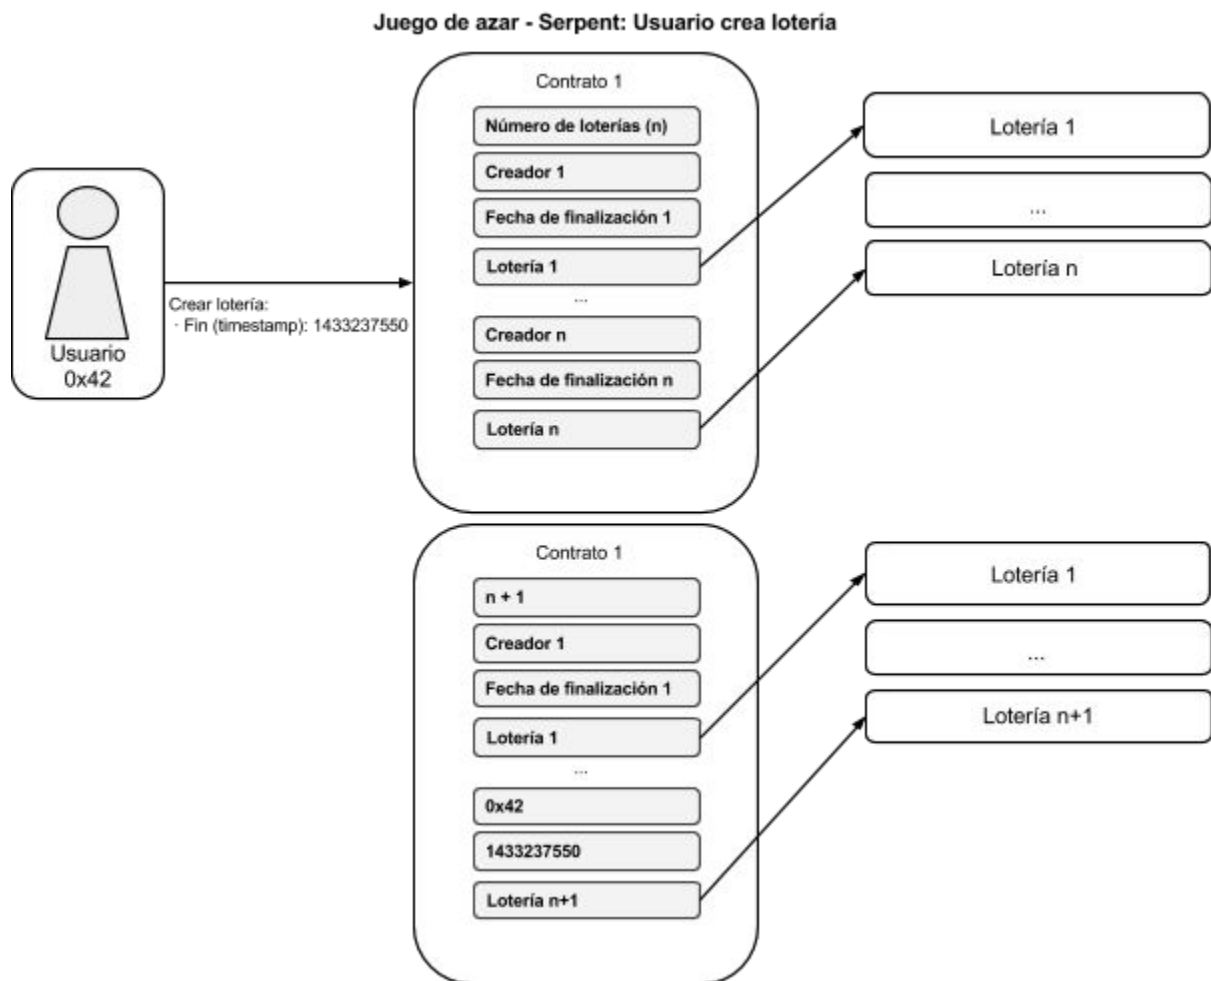 Juego de azar - Serpent: Usuario crea lotería
Contrato 1
Número de loterías (n)
Creador 1
Fecha de finalización 1
Lotería 1
...
Creador n
Fecha de finalización n
Lotería n
Lotería 1
...
Lotería n
Crear lotería:
· Fin (timestamp): 1433237550
Usuario
0x42
Contrato 1
n + 1
Creador 1
Fecha de finalización 1
Lotería 1
...
0x42
1433237550
Lotería n+1
Lotería 1
...
Lotería n+1